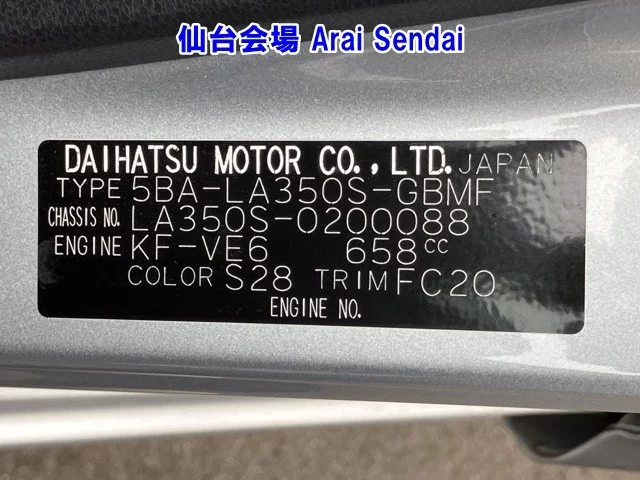 仙台会場 Arai Sendai
DAIHATSU MOTOR CO., LTD. JAPAN
TYPE 5BA-LA350S-GBMF
CHASSIS NO. LA350S-0200088
ENGINE KF-VE6 658cc
COLOR S28 TRIM FC20
ENGINE NO.